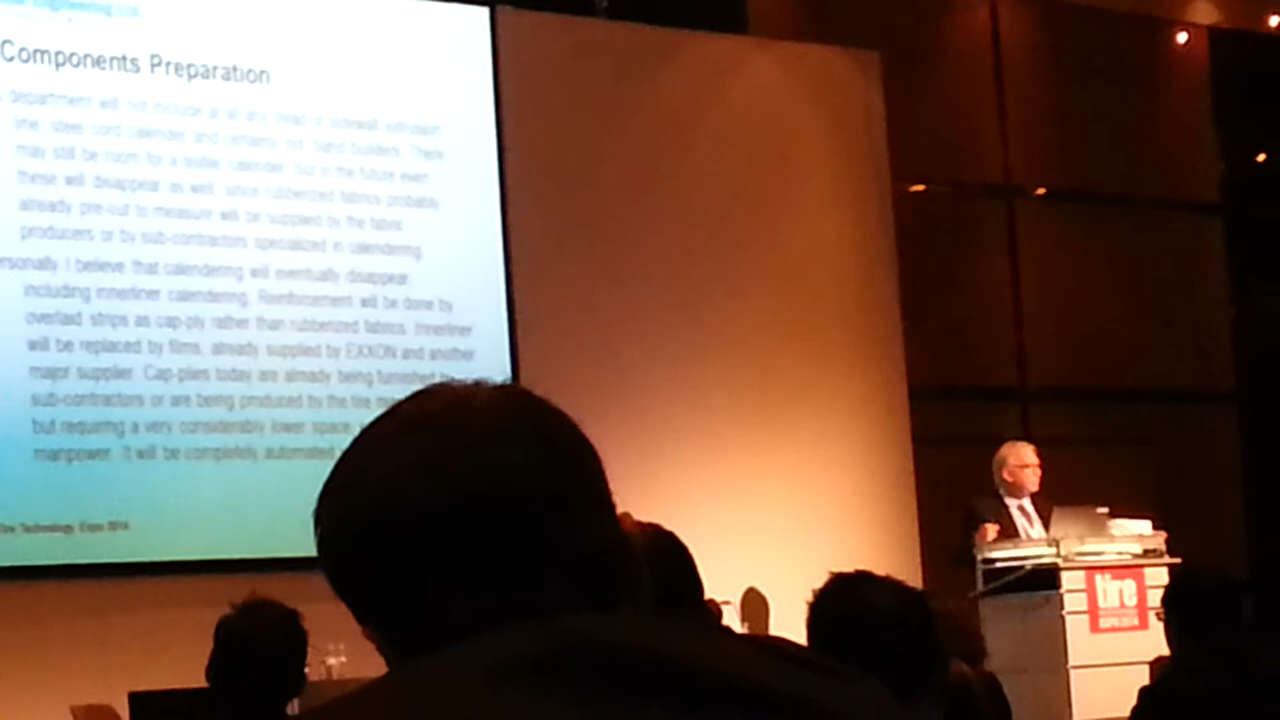 Engineering Ltd.
Components Preparation
department will not include at all any tread or sidewall extrusion
line, steel cord calender, and certainly not band builders. There
may still be room for a textile calender, but in the future even
these will disappear as well, since rubberized fabrics probably
already pre-cut to measure will be supplied by the fabric
producers or by sub-contractors specialized in calendering.
ersonally I believe that calendering will eventually disappear
including innerliner calendering. Reinforcement will be done by
overlaid strips as cap-ply rather than rubberized fabrics. Innerliner
will be replaced by films, already supplied by EXXON and another
major supplier. Cap-plies today are already being furnished
sub-contractors or are being produced by the tire
but requiring a very considerably lower space,
manpower. It will be completely automated
Tire Technology Expo 2014
tire
EXPO 2014